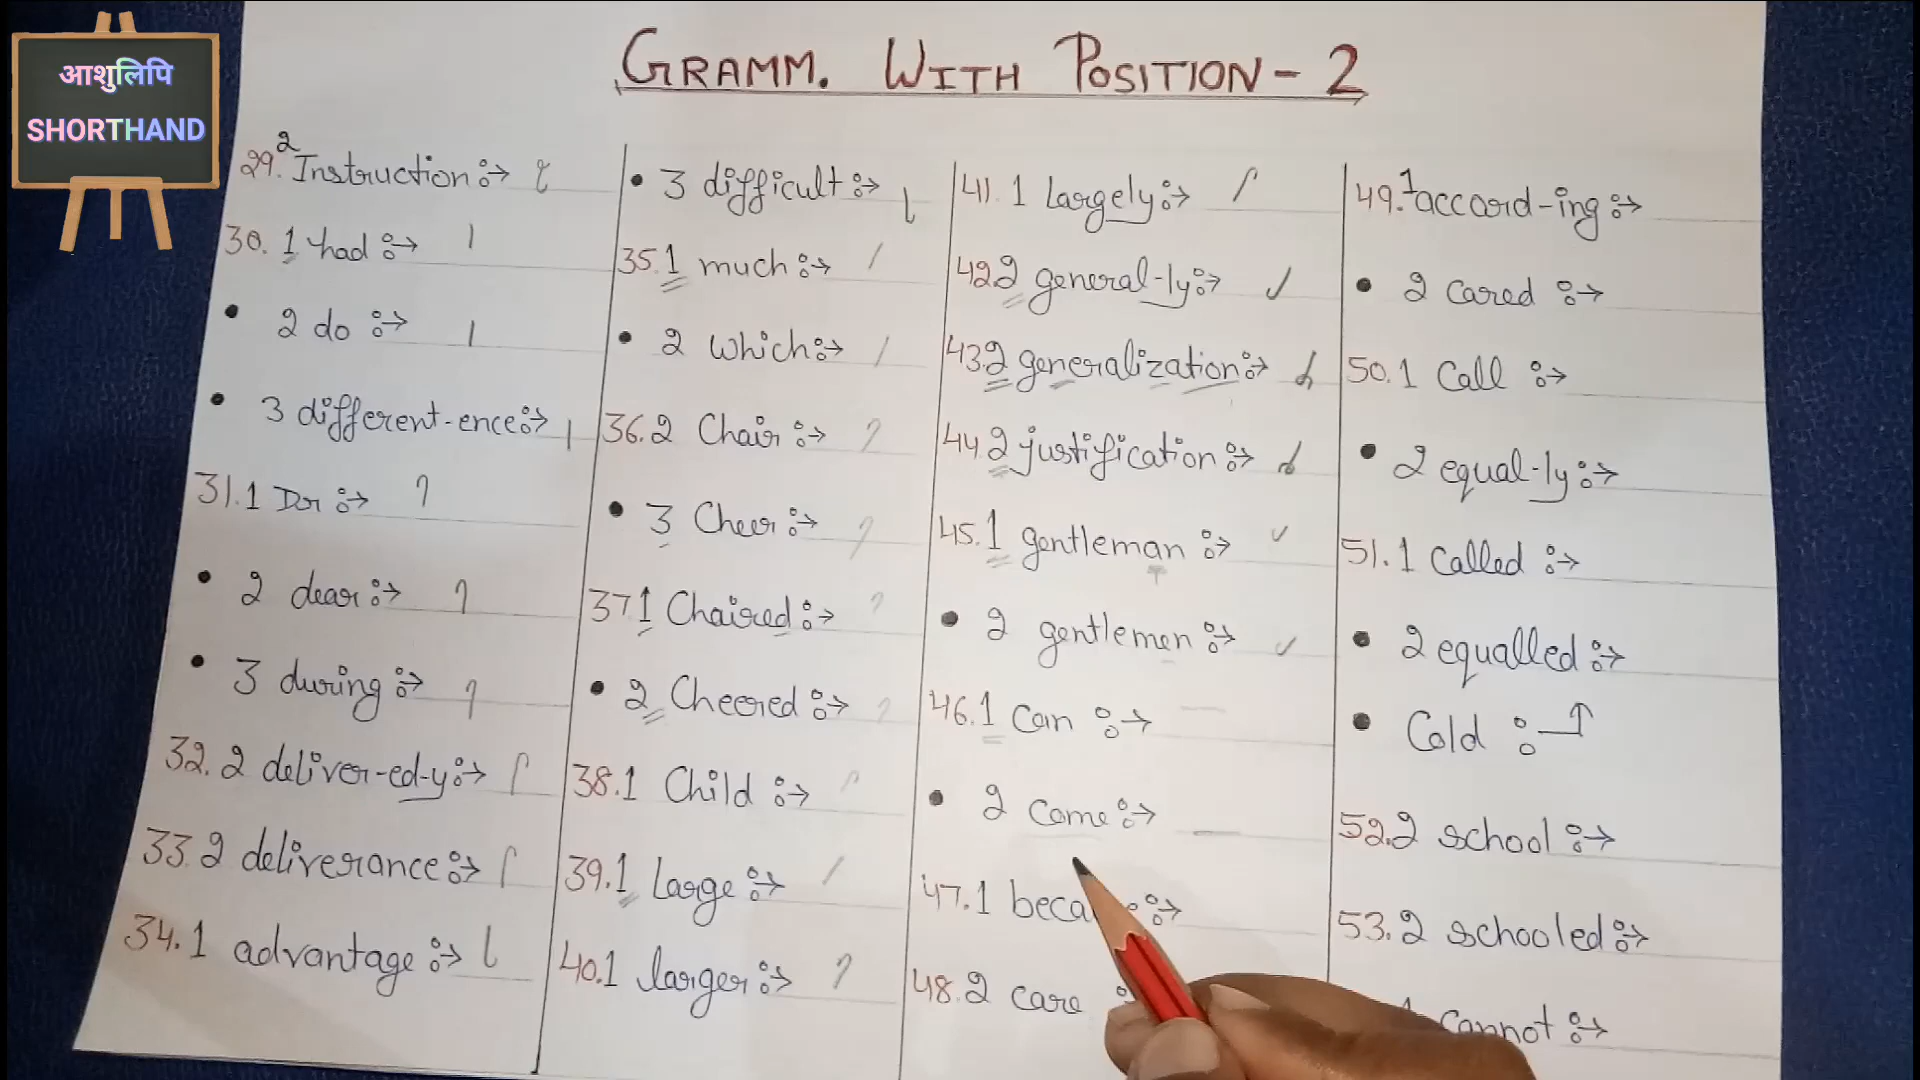 आशुलिपि
SHORTHAND
GRAMM. WITH POSITION - 2
29. 2 Instruction
30. 1 had
• 2 do
• 3 different-ence
31. 1 Dr
• 2 dear
• 3 during
32. 2 deliver-ed-y
33. 2 deliverance
34. 1 advantage
• 3 difficult
35. 1 much
• 2 which
36. 2 Chair
• 3 Cheer
37. 1 Chaired
• 2 Cheered
38. 1 Child
39. 1 Large
40. 1 larger
41. 1 Largely
42. 2 general-ly
43. 2 generalization
44. 2 justification
45. 1 gentleman
• 2 gentlemen
46. 1 Can
• 2 Come
47. 1 beca
48. 2 care
49. 1 accord-ing
• 2 Cared
50. 1 Call
• 2 equal-ly
51. 1 Called
• 2 equalled
• Cold
52. 2 school
53. 2 schooled
cannot